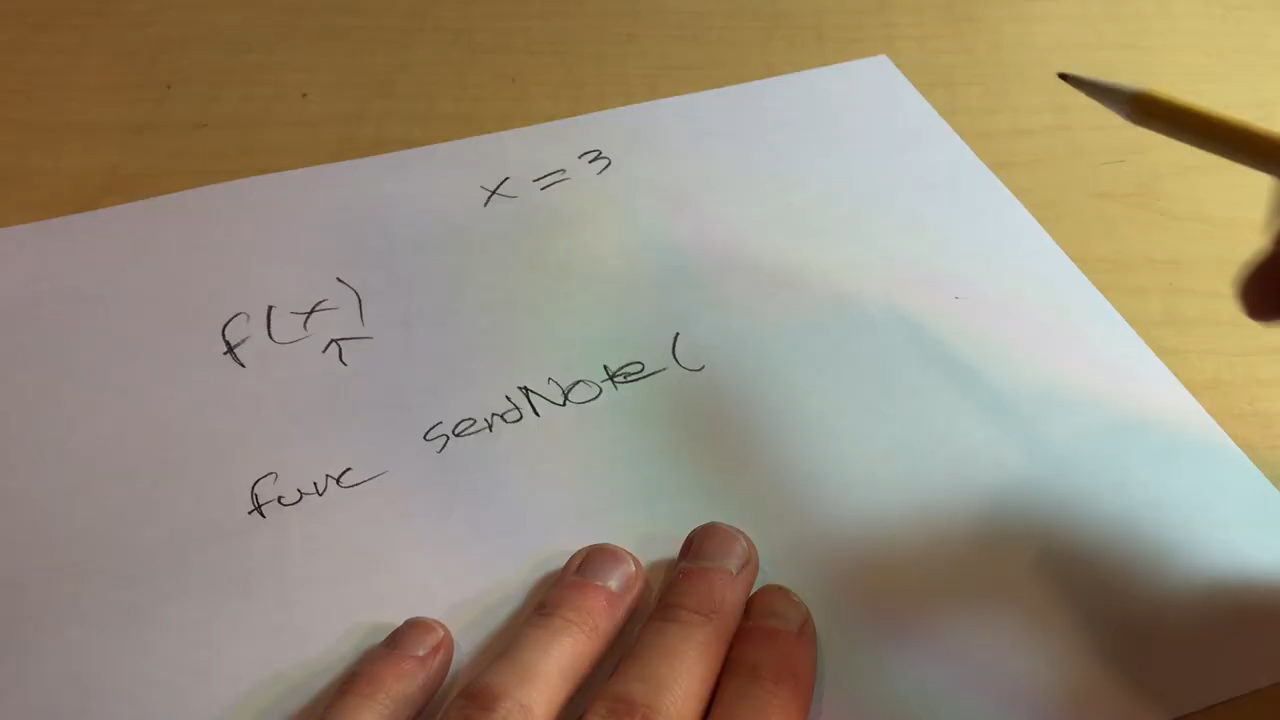 x = 3
f(x)
↑
func sendNote(